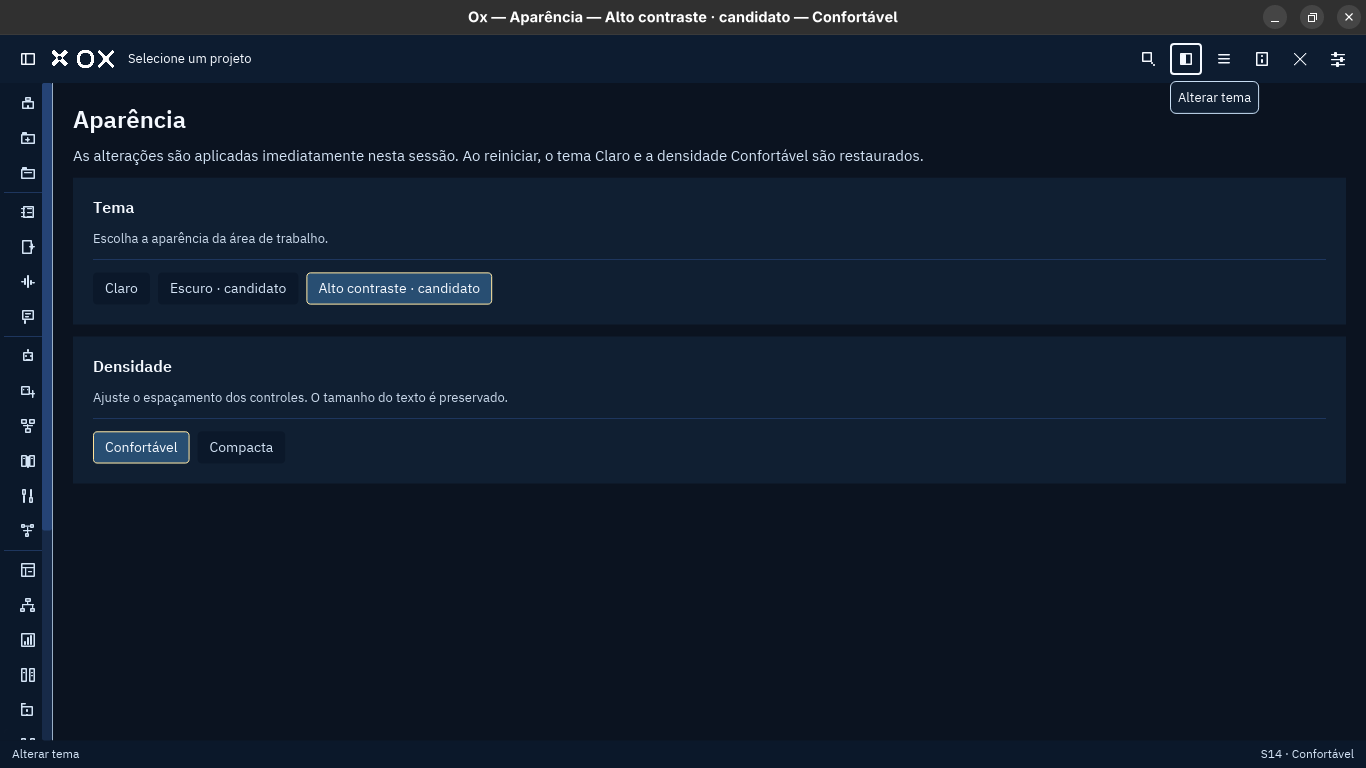 Ox — Aparência — Alto contraste · candidato — Confortável
OX Selecione um projeto
Alterar tema
Aparência
As alterações são aplicadas imediatamente nesta sessão. Ao reiniciar, o tema Claro e a densidade Confortável são restaurados.
Tema
Escolha a aparência da área de trabalho.
Claro Escuro · candidato Alto contraste · candidato
Densidade
Ajuste o espaçamento dos controles. O tamanho do texto é preservado.
Confortável Compacta
Alterar tema S14 · Confortável